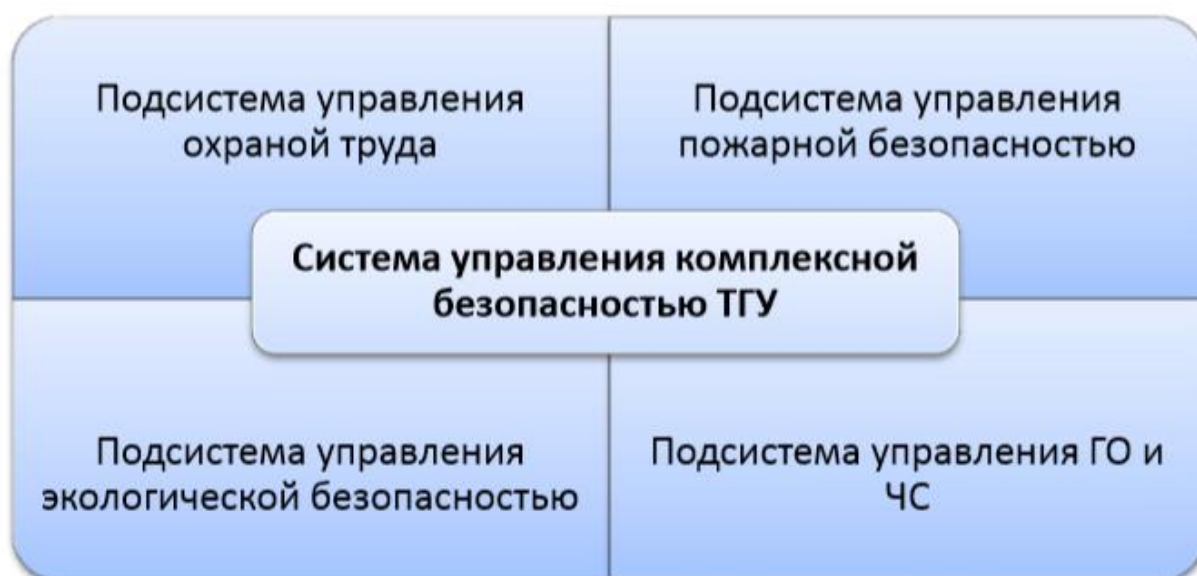 Подсистема управления
охраной труда
Подсистема управления
пожарной безопасностью
Система управления комплексной
безопасностью ТГУ
Подсистема управления
экологической безопасностью
Подсистема управления ГО и
ЧС